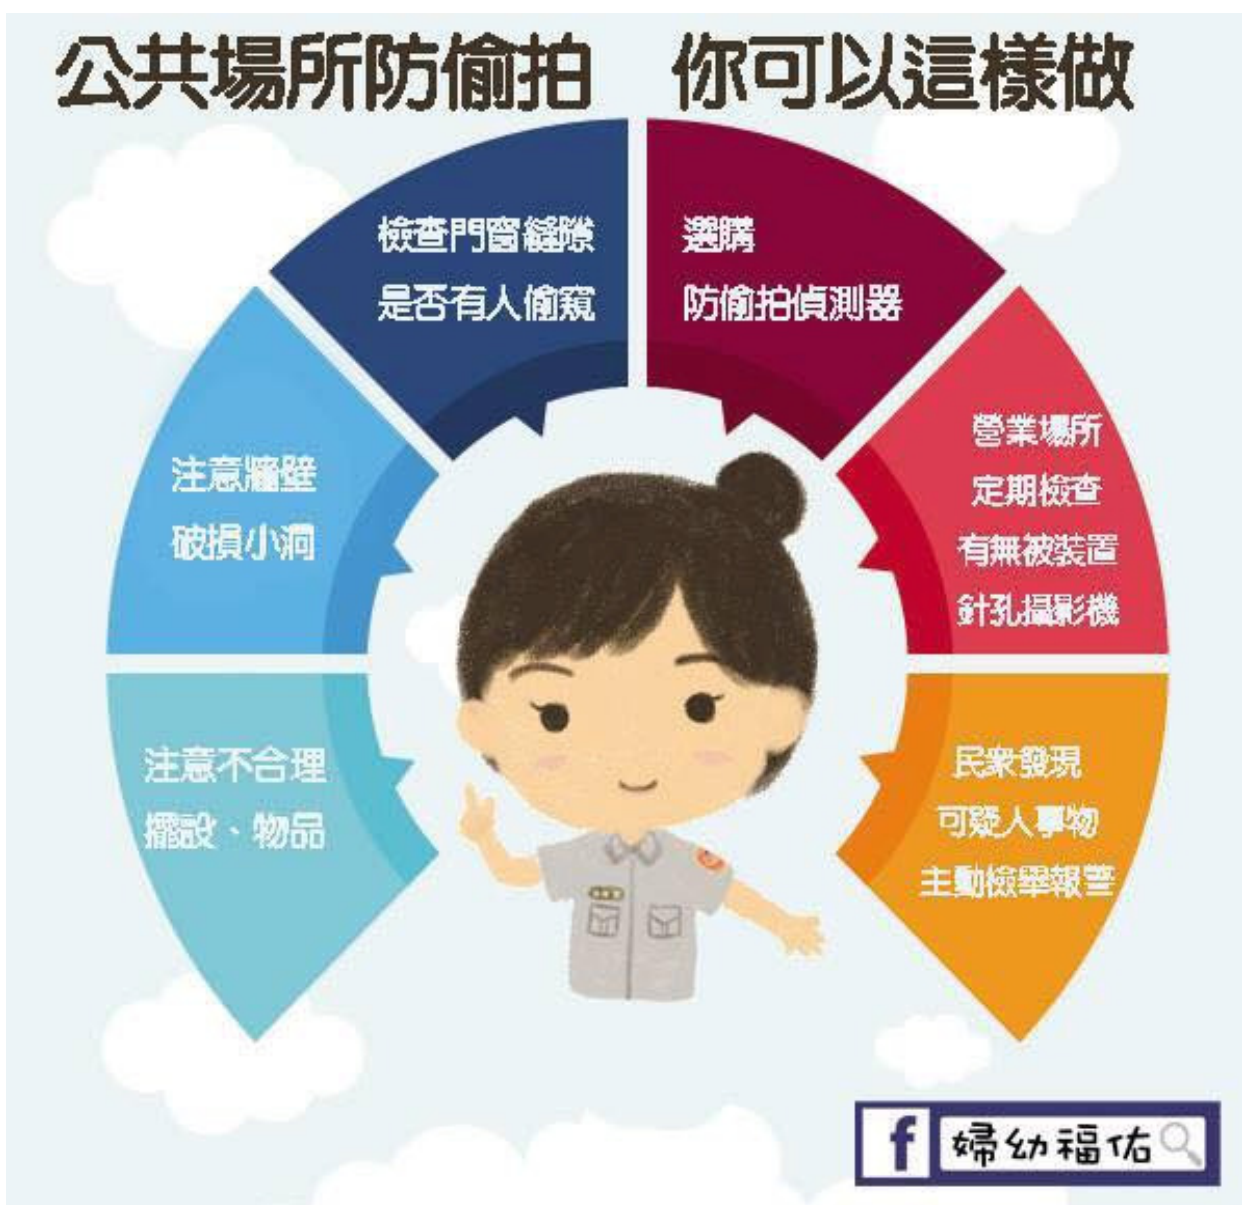 公共場所防偷拍 你可以這樣做
注意不合理
擺設、物品
注意牆壁
破損小洞
檢查門窗縫隙
是否有人偷窺
選購
防偷拍偵測器
營業場所
定期檢查
有無被裝置
針孔攝影機
民眾發現
可疑人事物
主動檢舉報警
f 婦幼福佑